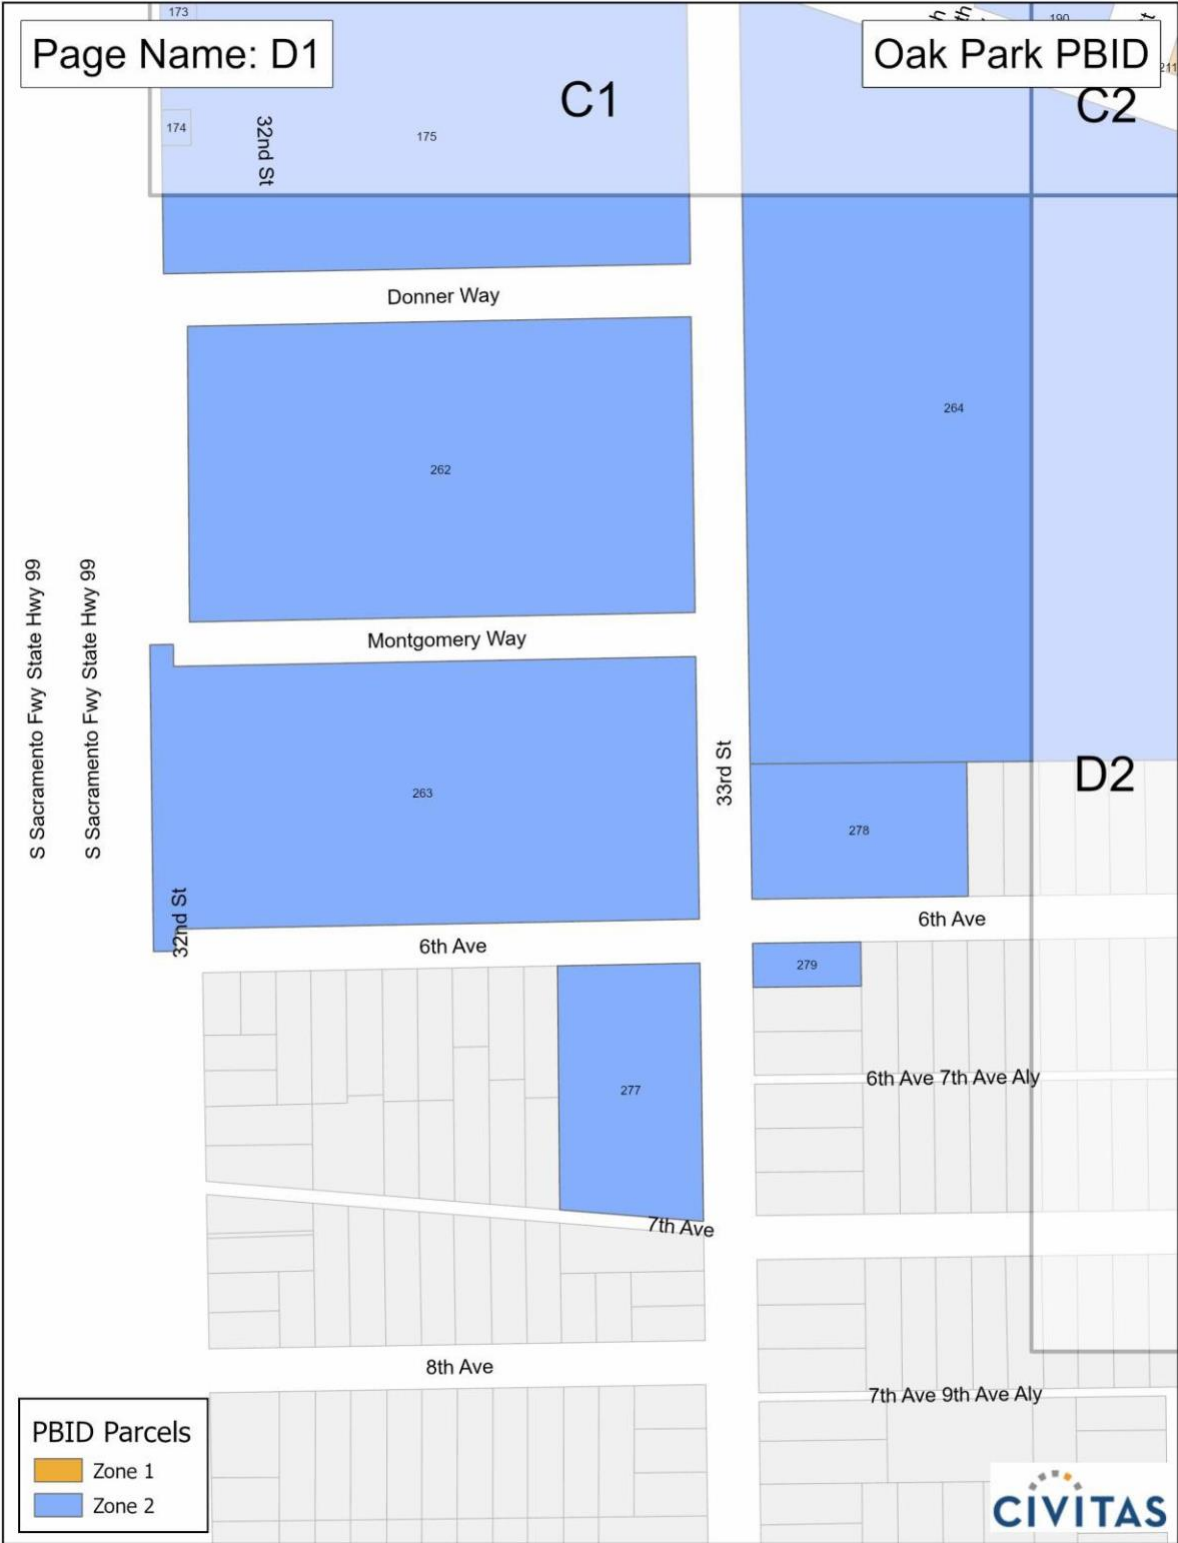 173
190
Page Name: D1
Oak Park PBID
C1
C2
174
32nd St
175
Donner Way
264
262
S Sacramento Fwy State Hwy 99
S Sacramento Fwy State Hwy 99
Montgomery Way
33rd St
D2
263
278
32nd St
6th Ave
6th Ave
279
277
6th Ave 7th Ave Aly
7th Ave
8th Ave
7th Ave 9th Ave Aly
PBID Parcels
Zone 1
Zone 2
CIVITAS